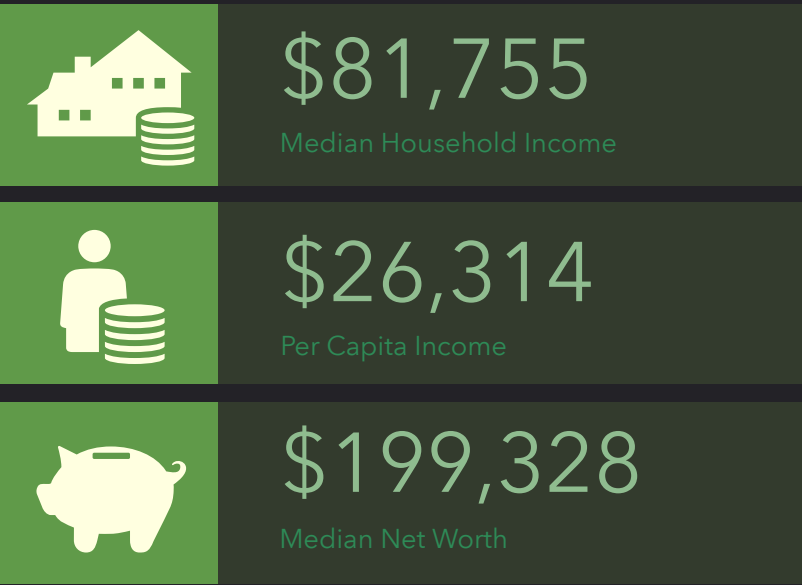 $81,755
Median Household Income
$26,314
Per Capita Income
$199,328
Median Net Worth